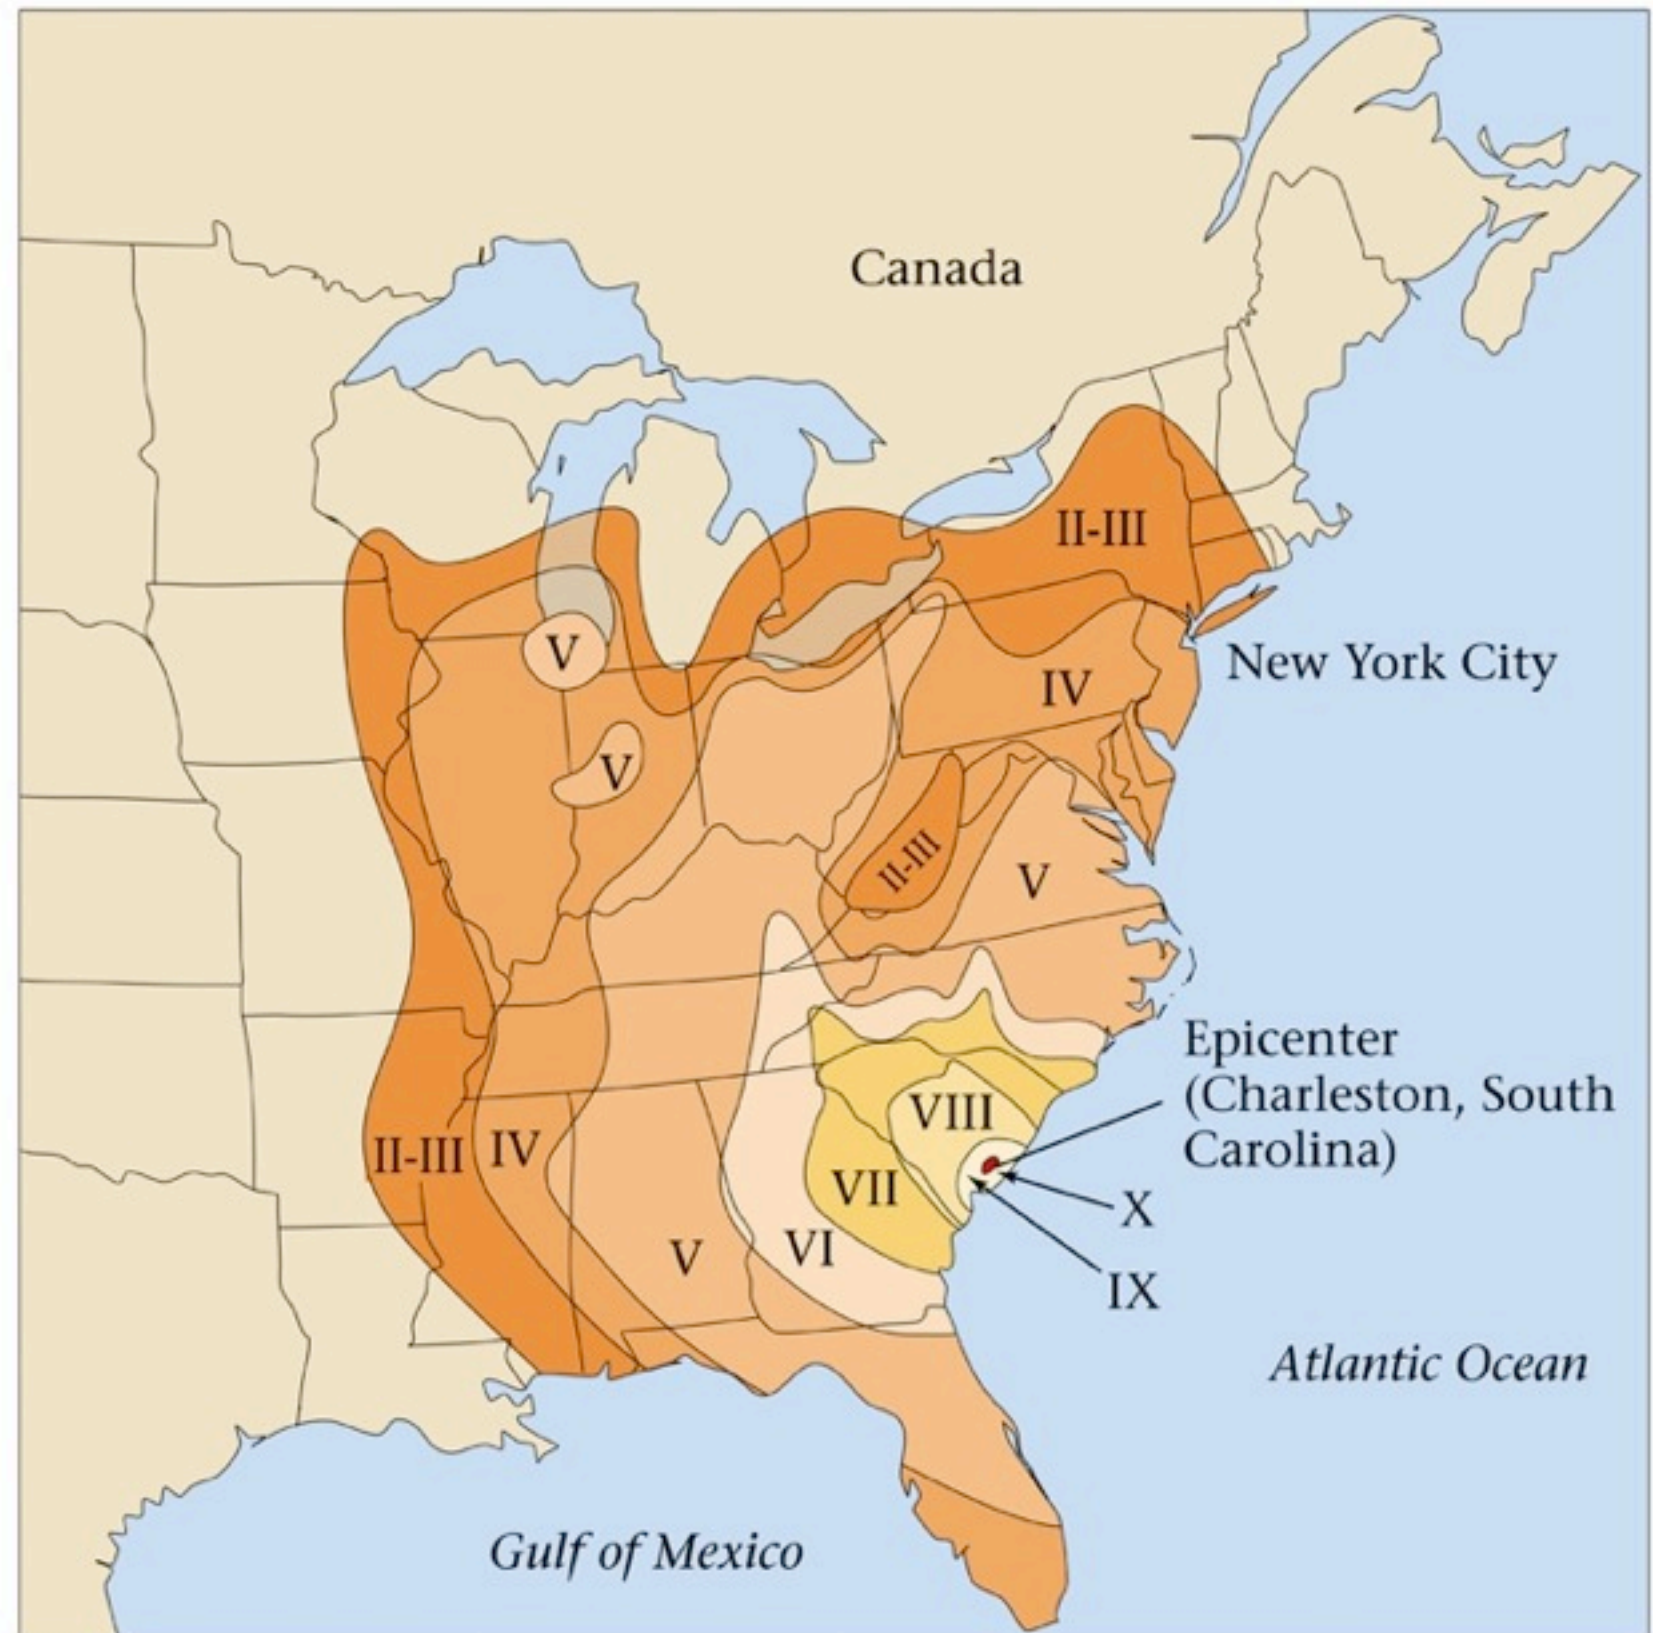 Canada
II-III
V
New York City
IV
V
II-III
V
Epicenter
(Charleston, South
Carolina)
VIII
II-III
IV
VII
X
V
VI
IX
Atlantic Ocean
Gulf of Mexico